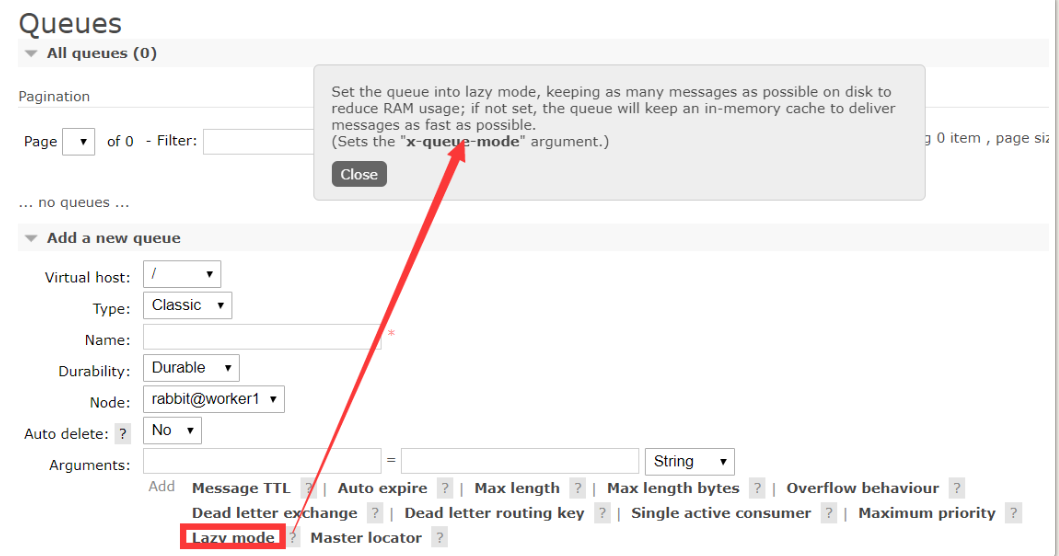 Queues
All queues (0)
Pagination
Page of 0 - Filter:
0 item , page
... no queues ...
Set the queue into lazy mode, keeping as many messages as possible on disk to
reduce RAM usage; if not set, the queue will keep an in-memory cache to deliver
messages as fast as possible.
(Sets the "x-queue-mode" argument.)
Close
Add a new queue
Virtual host: /
Type: Classic
Name: *
Durability: Durable
Node: rabbit@worker1
Auto delete: ? No
Arguments: = String
Add Message TTL ? | Auto expire ? | Max length ? | Max length bytes ? | Overflow behaviour ?
Dead letter exchange ? | Dead letter routing key ? | Single active consumer ? | Maximum priority ?
Lazy mode ? Master locator ?